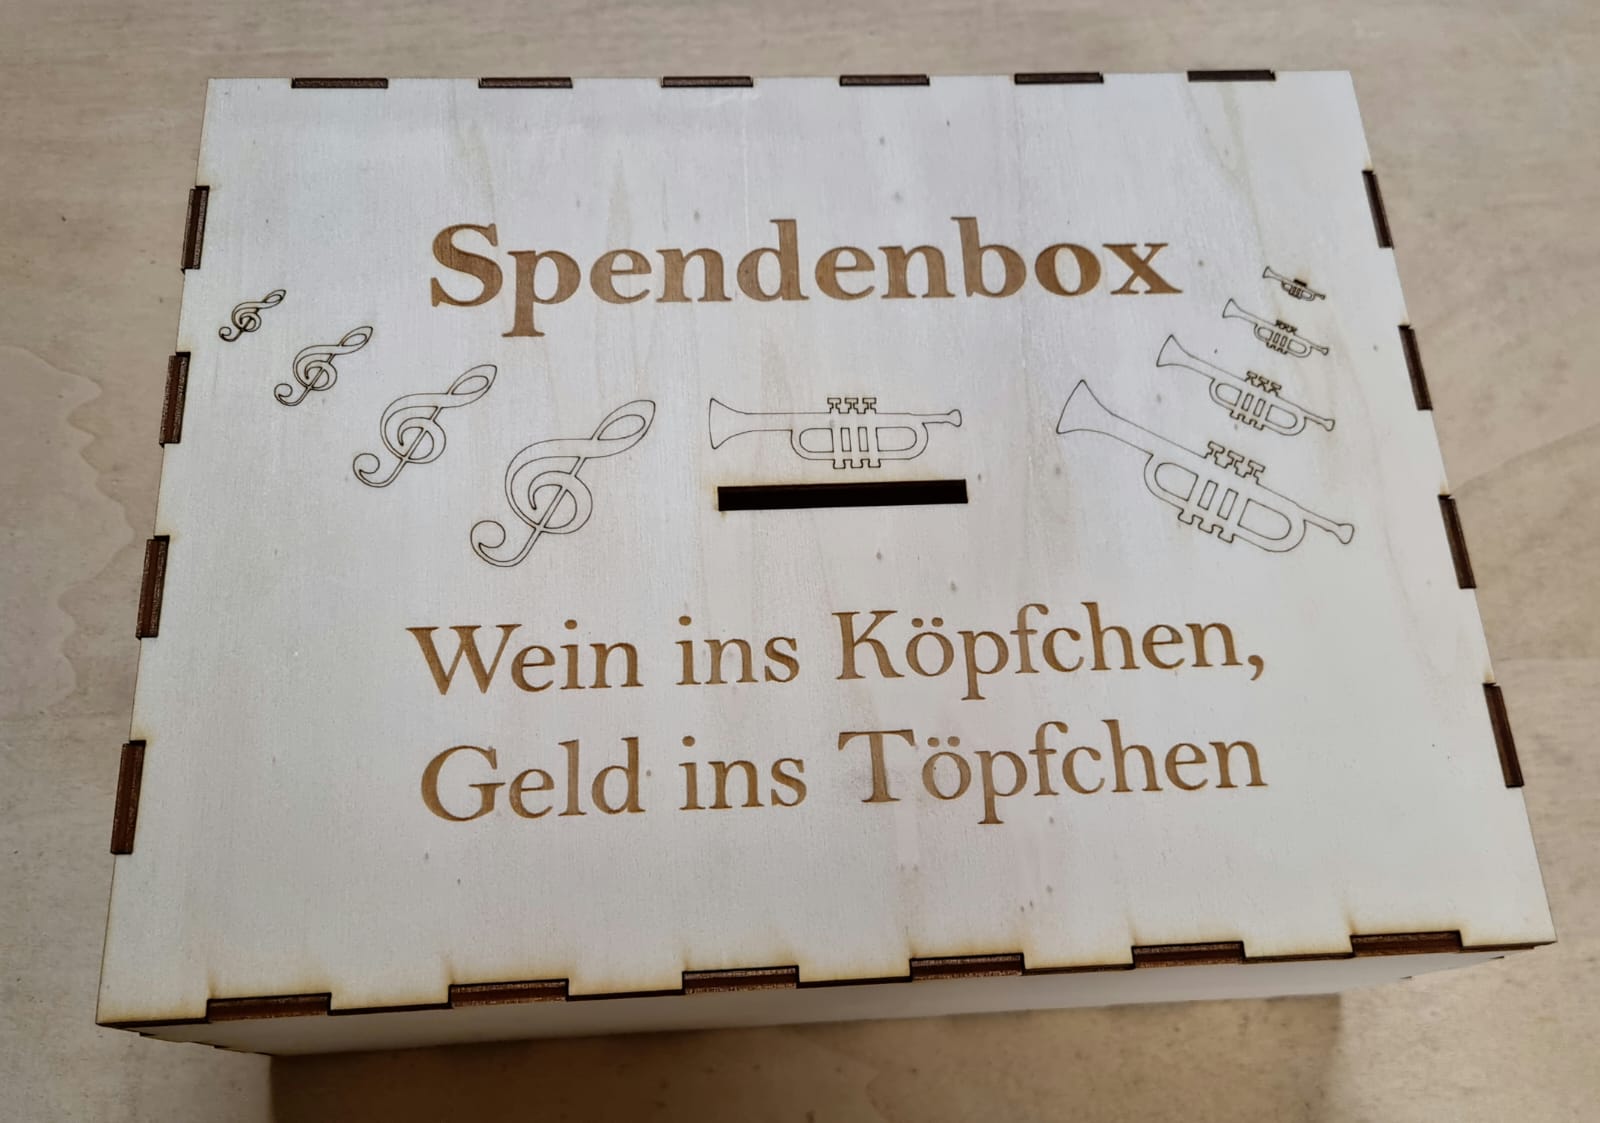 Spendenbox
Wein ins Köpfchen,
Geld ins Töpfchen